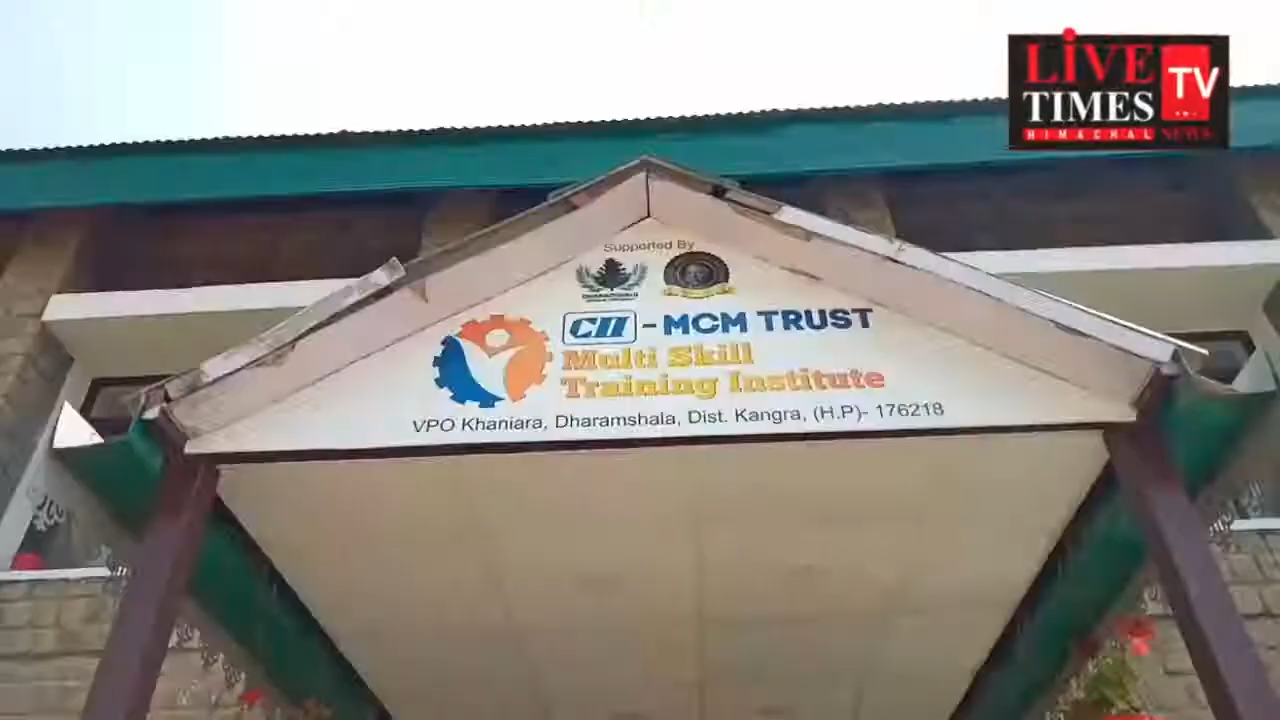 LiVE
TIMES TV
HIMACHAL NEWS
Supported By
CII - MCM TRUST
Multi Skill
Training Institute
VPO Khaniara, Dharamshala, Dist. Kangra, (H.P)- 176218